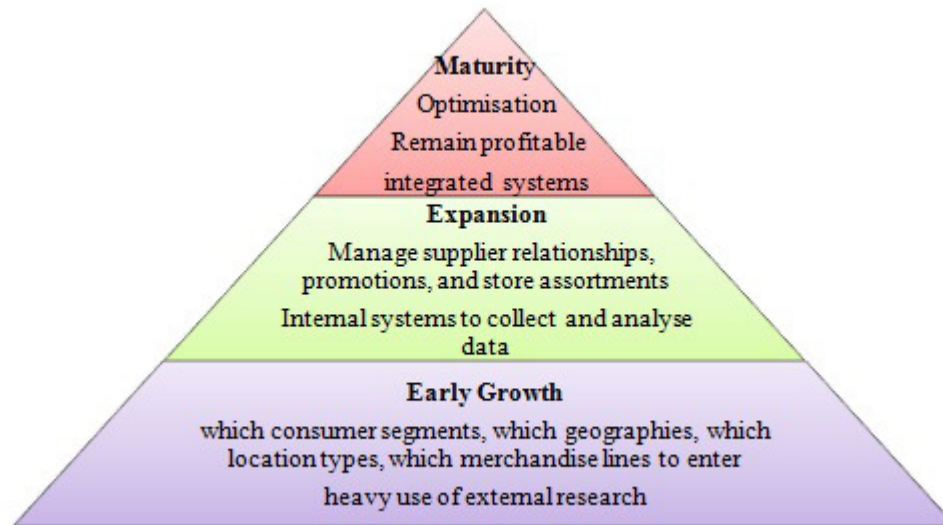 Maturity
Optimisation
Remain profitable
integrated systems
Expansion
Manage supplier relationships,
promotions, and store assortments
Internal systems to collect and analyse
data
Early Growth
which consumer segments, which geographies, which
location types, which merchandise lines to enter
heavy use of external research